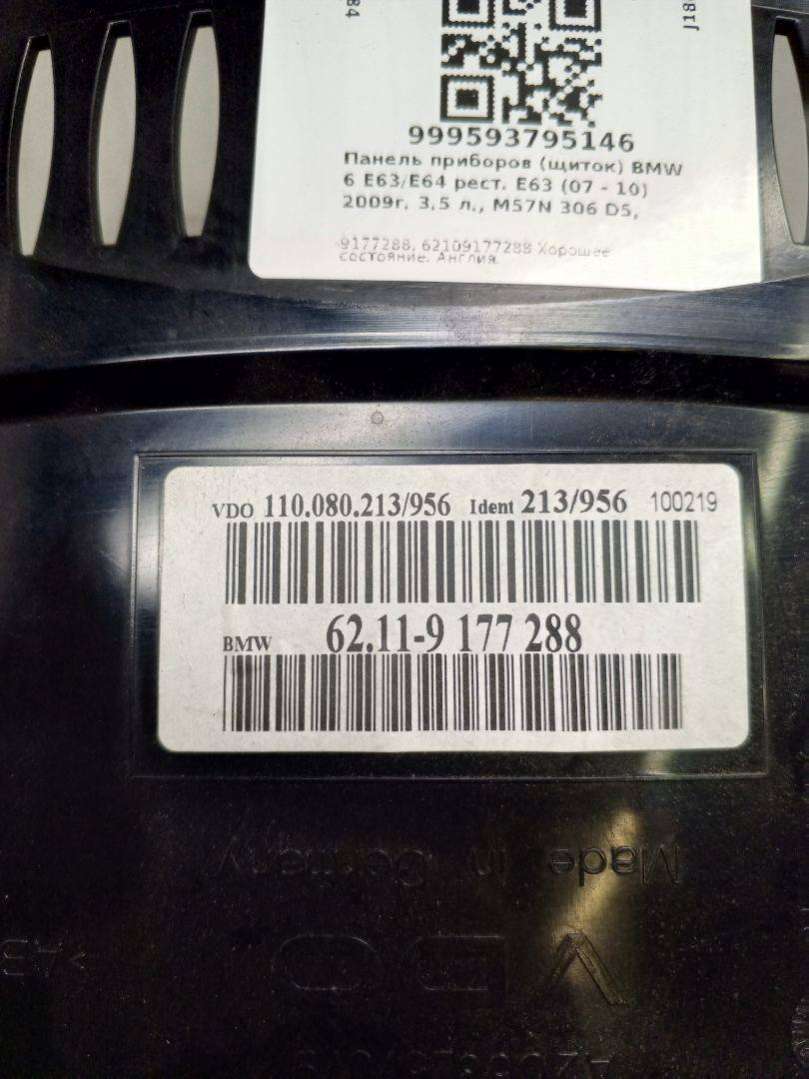 84
J18
999593795146
Панель приборов (щиток) BMW
6 E63/E64 рест. E63 (07 - 10)
2009г. 3,5 л., M57N 306 D5,
9177288, 62109177288 Хорошее
состояние. Англия.
VDO 110.080.213/956 Ident 213/956 100219
BMW 62.11-9 177 288
Made in Germany
VDO